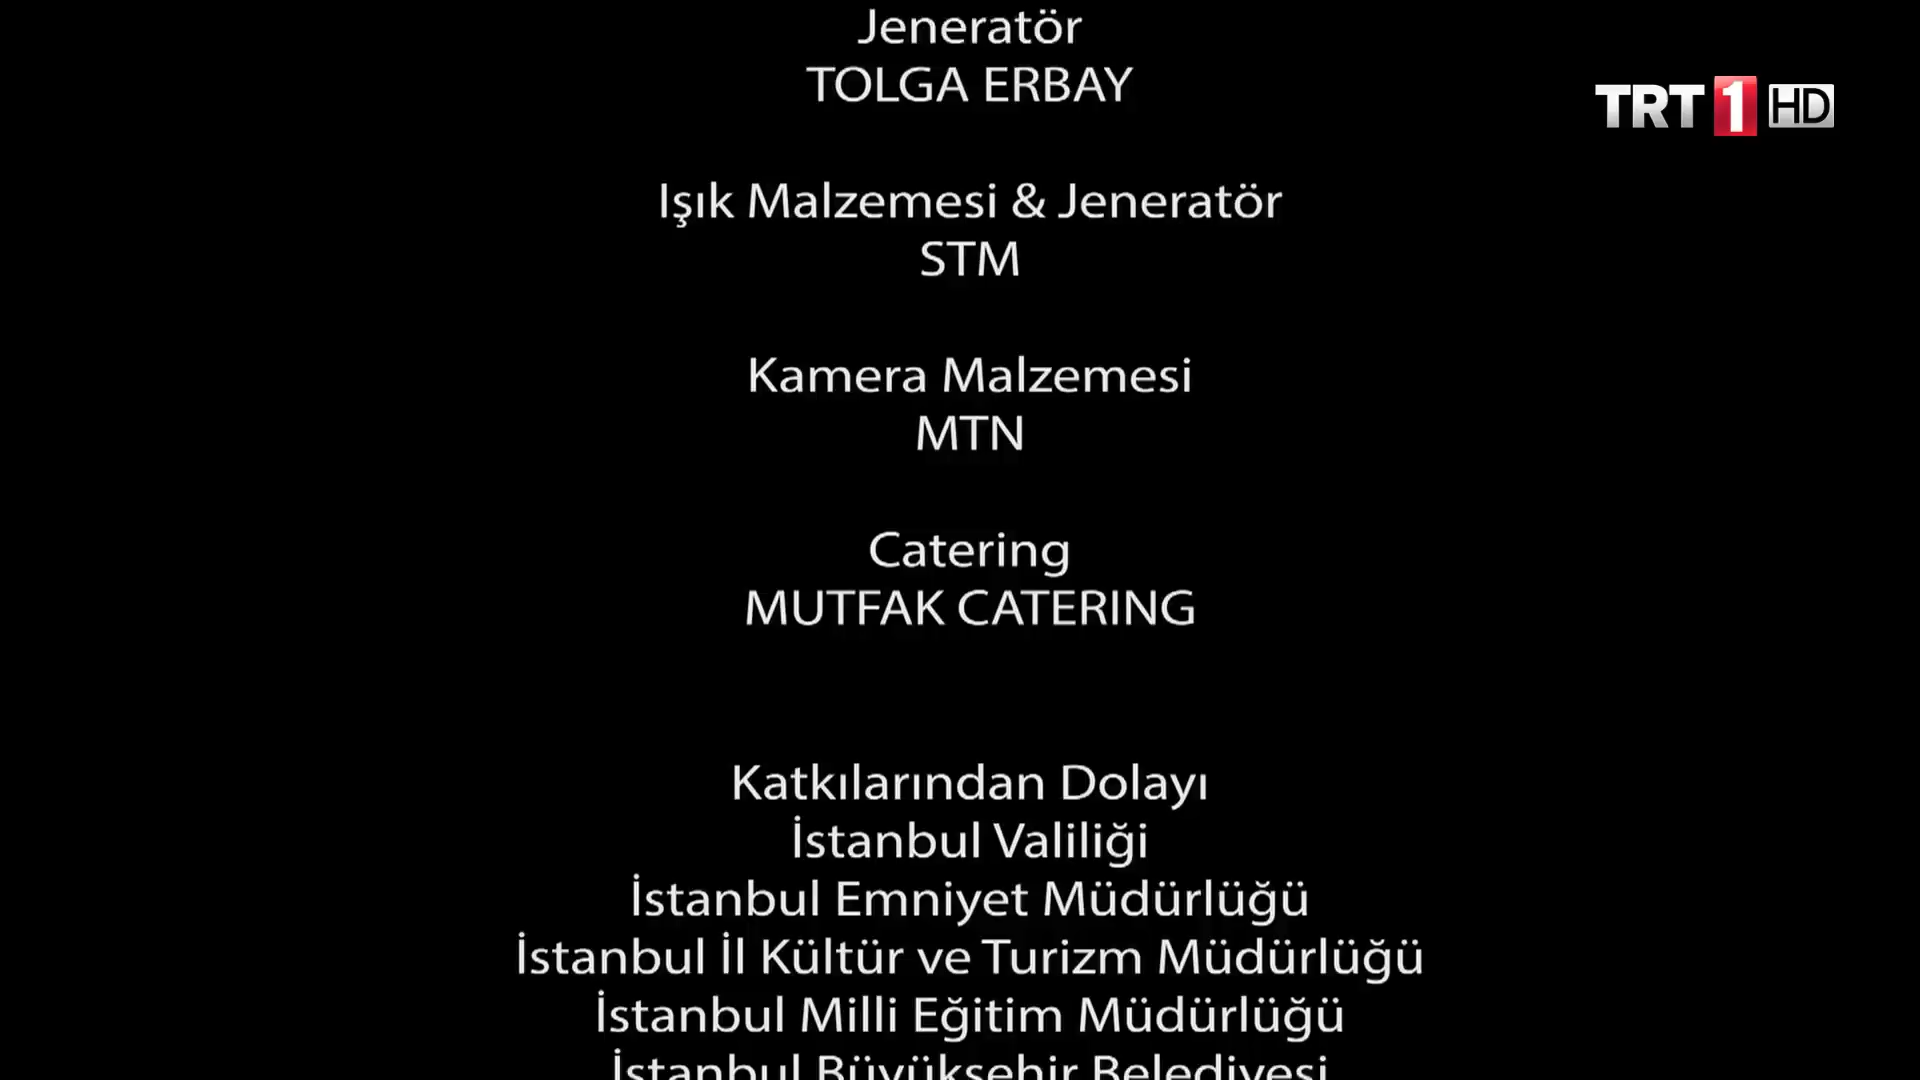 Jeneratör
TOLGA ERBAY
TRT 1 HD
Işık Malzemesi & Jeneratör
STM
Kamera Malzemesi
MTN
Catering
MUTFAK CATERING
Katkılarından Dolayı
İstanbul Valiliği
İstanbul Emniyet Müdürlüğü
İstanbul İl Kültür ve Turizm Müdürlüğü
İstanbul Milli Eğitim Müdürlüğü
İstanbul Büyükşehir Belediyesi